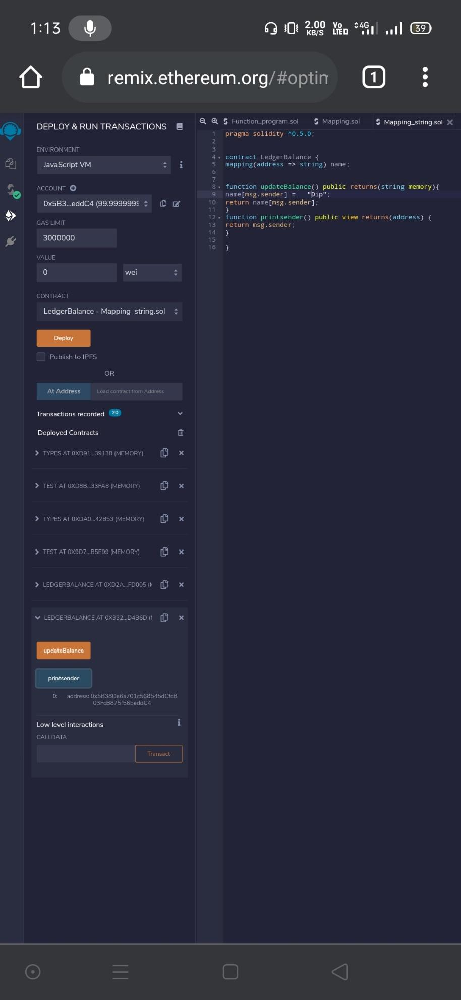 1:13
2.00
KB/S
Vo
LTE
4G
39
remix.ethereum.org/#optim
1
DEPLOY & RUN TRANSACTIONS
ENVIRONMENT
JavaScript VM
i
ACCOUNT
0x5B3...eddC4 (99.9999999
GAS LIMIT
3000000
VALUE
0
wei
CONTRACT
LedgerBalance - Mapping_string.sol
Deploy
Publish to IPFS
OR
At Address
Load contract from Address
Transactions recorded 20
Deployed Contracts
TYPES AT 0XD91...39138 (MEMORY)
TEST AT 0XD8B...33FA8 (MEMORY)
TYPES AT 0XDA0...42B53 (MEMORY)
TEST AT 0X9D7...B5E99 (MEMORY)
LEDGERBALANCE AT 0XD2A...FD005 (M
LEDGERBALANCE AT 0X332...D4B6D (M
updateBalance
printsender
0: address: 0x5B38Da6a701c568545dCfcB
03FcB875f56beddC4
Low level interactions
i
CALLDATA
Transact
Function_program.sol
Mapping.sol
Mapping_string.sol
1 pragma solidity ^0.5.0;
2
3
4 contract LedgerBalance {
5 mapping(address => string) name;
6
7
8 function updateBalance() public returns(string memory){
9 name[msg.sender] =   "Dip";
10 return name[msg.sender];
11 }
12 function printsender() public view returns(address) {
13 return msg.sender;
14 }
15
16 }